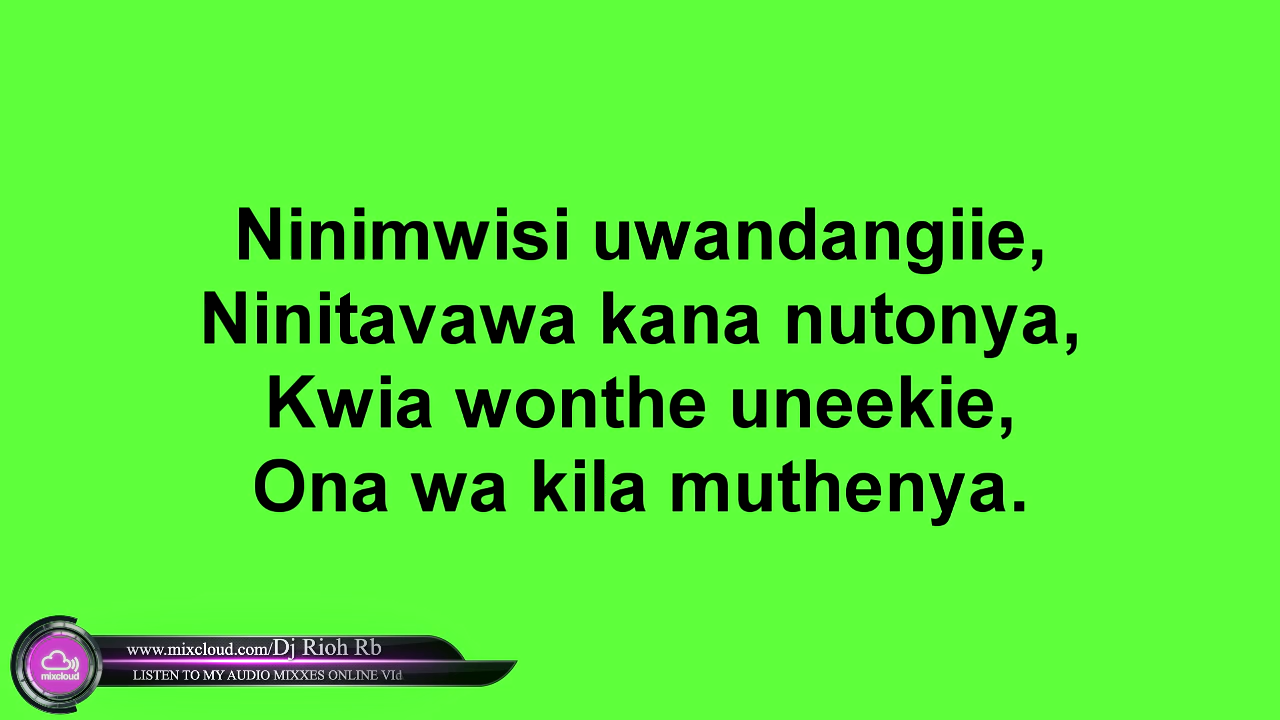 Ninimwisi uwandangiie,
Ninitavawa kana nutonya,
Kwia wonthe uneekie,
Ona wa kila muthenya.
www.mixcloud.com/Dj Rioh Rb
LISTEN TO MY AUDIO MIXXES ONLINE VId
mixcloud